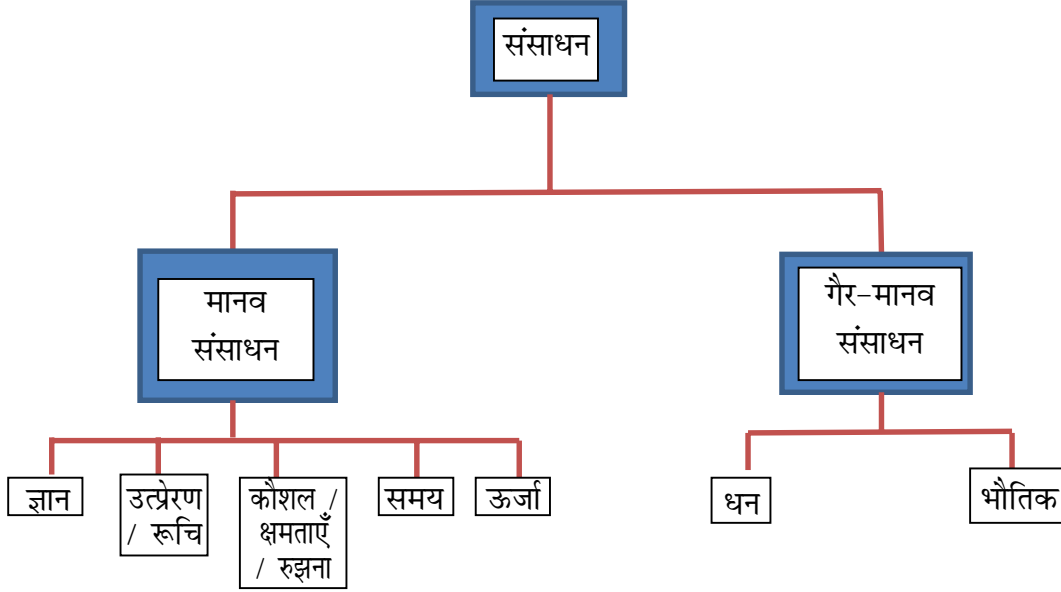 संसाधन
मानव
संसाधन
गैर-मानव
संसाधन
ज्ञान
उत्प्रेरण
/ रूचि
कौशल /
क्षमताएँ
/ रुझना
समय
ऊर्जा
धन
भौतिक